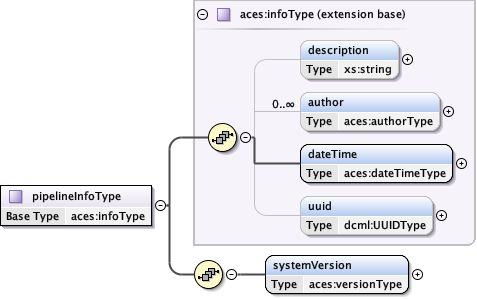 aces:infoType (extension base)
description
Type xs:string
0..∞
author
Type aces:authorType
dateTime
Type aces:dateTimeType
pipelineInfoType
Base Type aces:infoType
uuid
Type dcml:UUIDType
systemVersion
Type aces:versionType